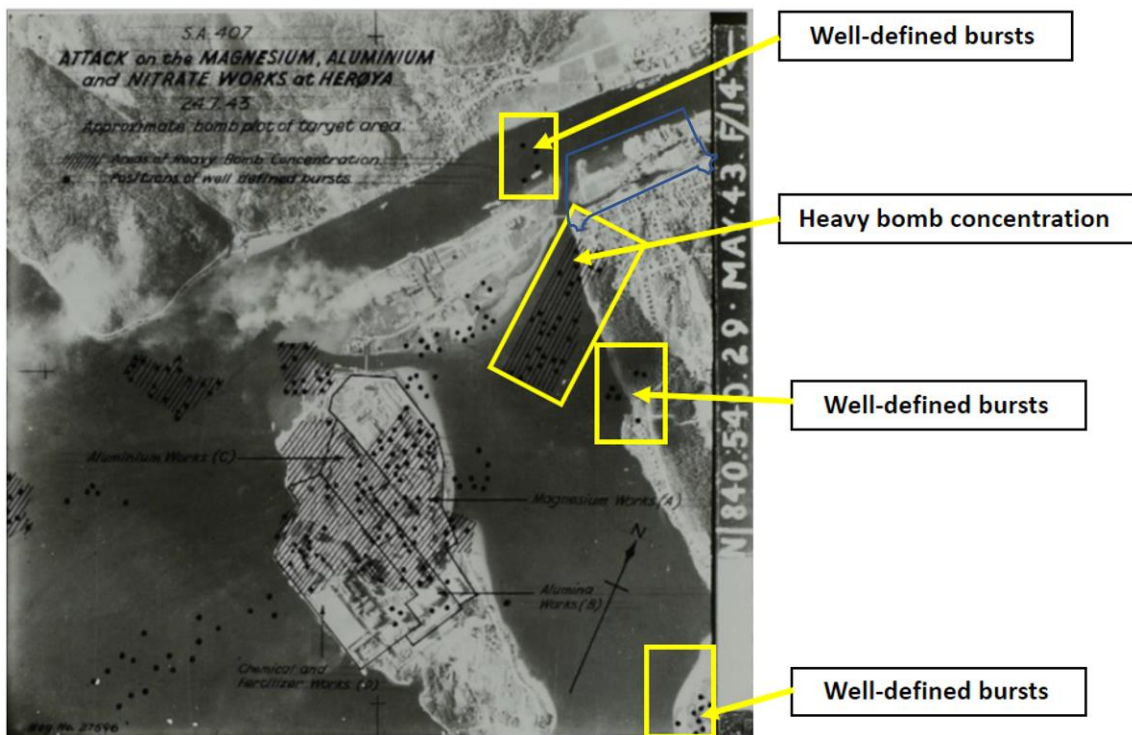 S.A. 407
ATTACK on the MAGNESIUM, ALUMINIUM
and NITRATE WORKS at HERØYA
24.7.43
Approximate bomb plot of target area.
Areas of Heavy Bomb Concentration
Positions of well defined bursts
Well-defined bursts
Heavy bomb concentration
Well-defined bursts
Well-defined bursts
N 840.540.29 · MAY·43· F/14
Aluminium Works (C)
Magnesium Works (A)
N
Alumina
Works (B)
Chemical and
Fertilizer Works (D)
Neg No. 27596